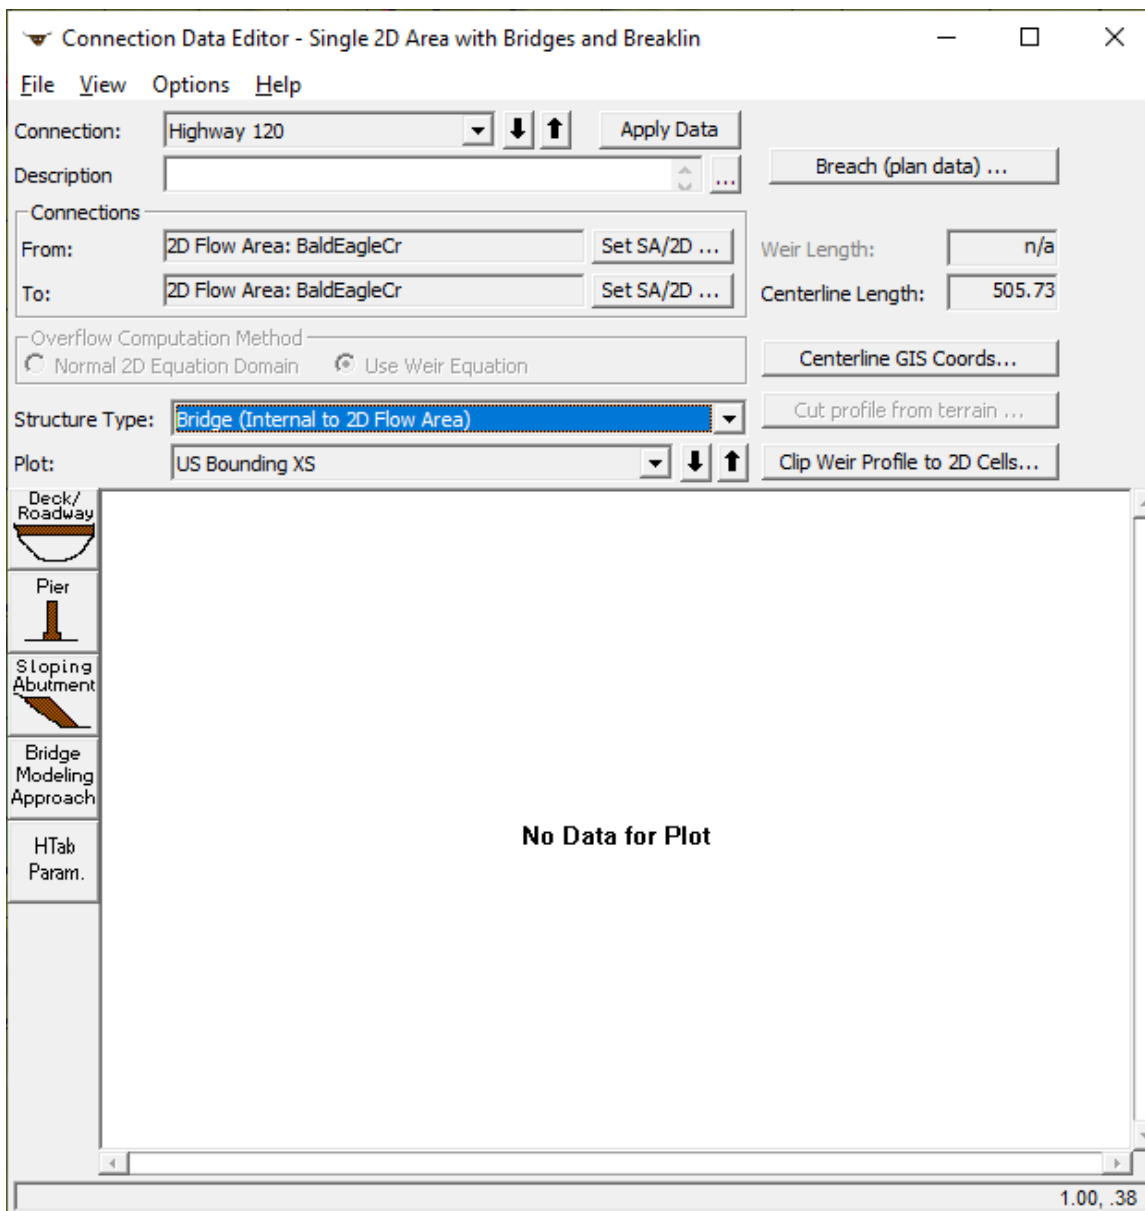 Connection Data Editor - Single 2D Area with Bridges and Breaklin
File View Options Help
Connection: Highway 120 Apply Data
Description ... Breach (plan data) ...
Connections
From: 2D Flow Area: BaldEagleCr Set SA/2D ... Weir Length: n/a
To: 2D Flow Area: BaldEagleCr Set SA/2D ... Centerline Length: 505.73
Overflow Computation Method
Normal 2D Equation Domain Use Weir Equation Centerline GIS Coords...
Structure Type: Bridge (Internal to 2D Flow Area) Cut profile from terrain ...
Plot: US Bounding XS Clip Weir Profile to 2D Cells...
Deck/
Roadway
Pier
Sloping
Abutment
Bridge
Modeling
Approach
HTab
Param.
No Data for Plot
1.00, .38